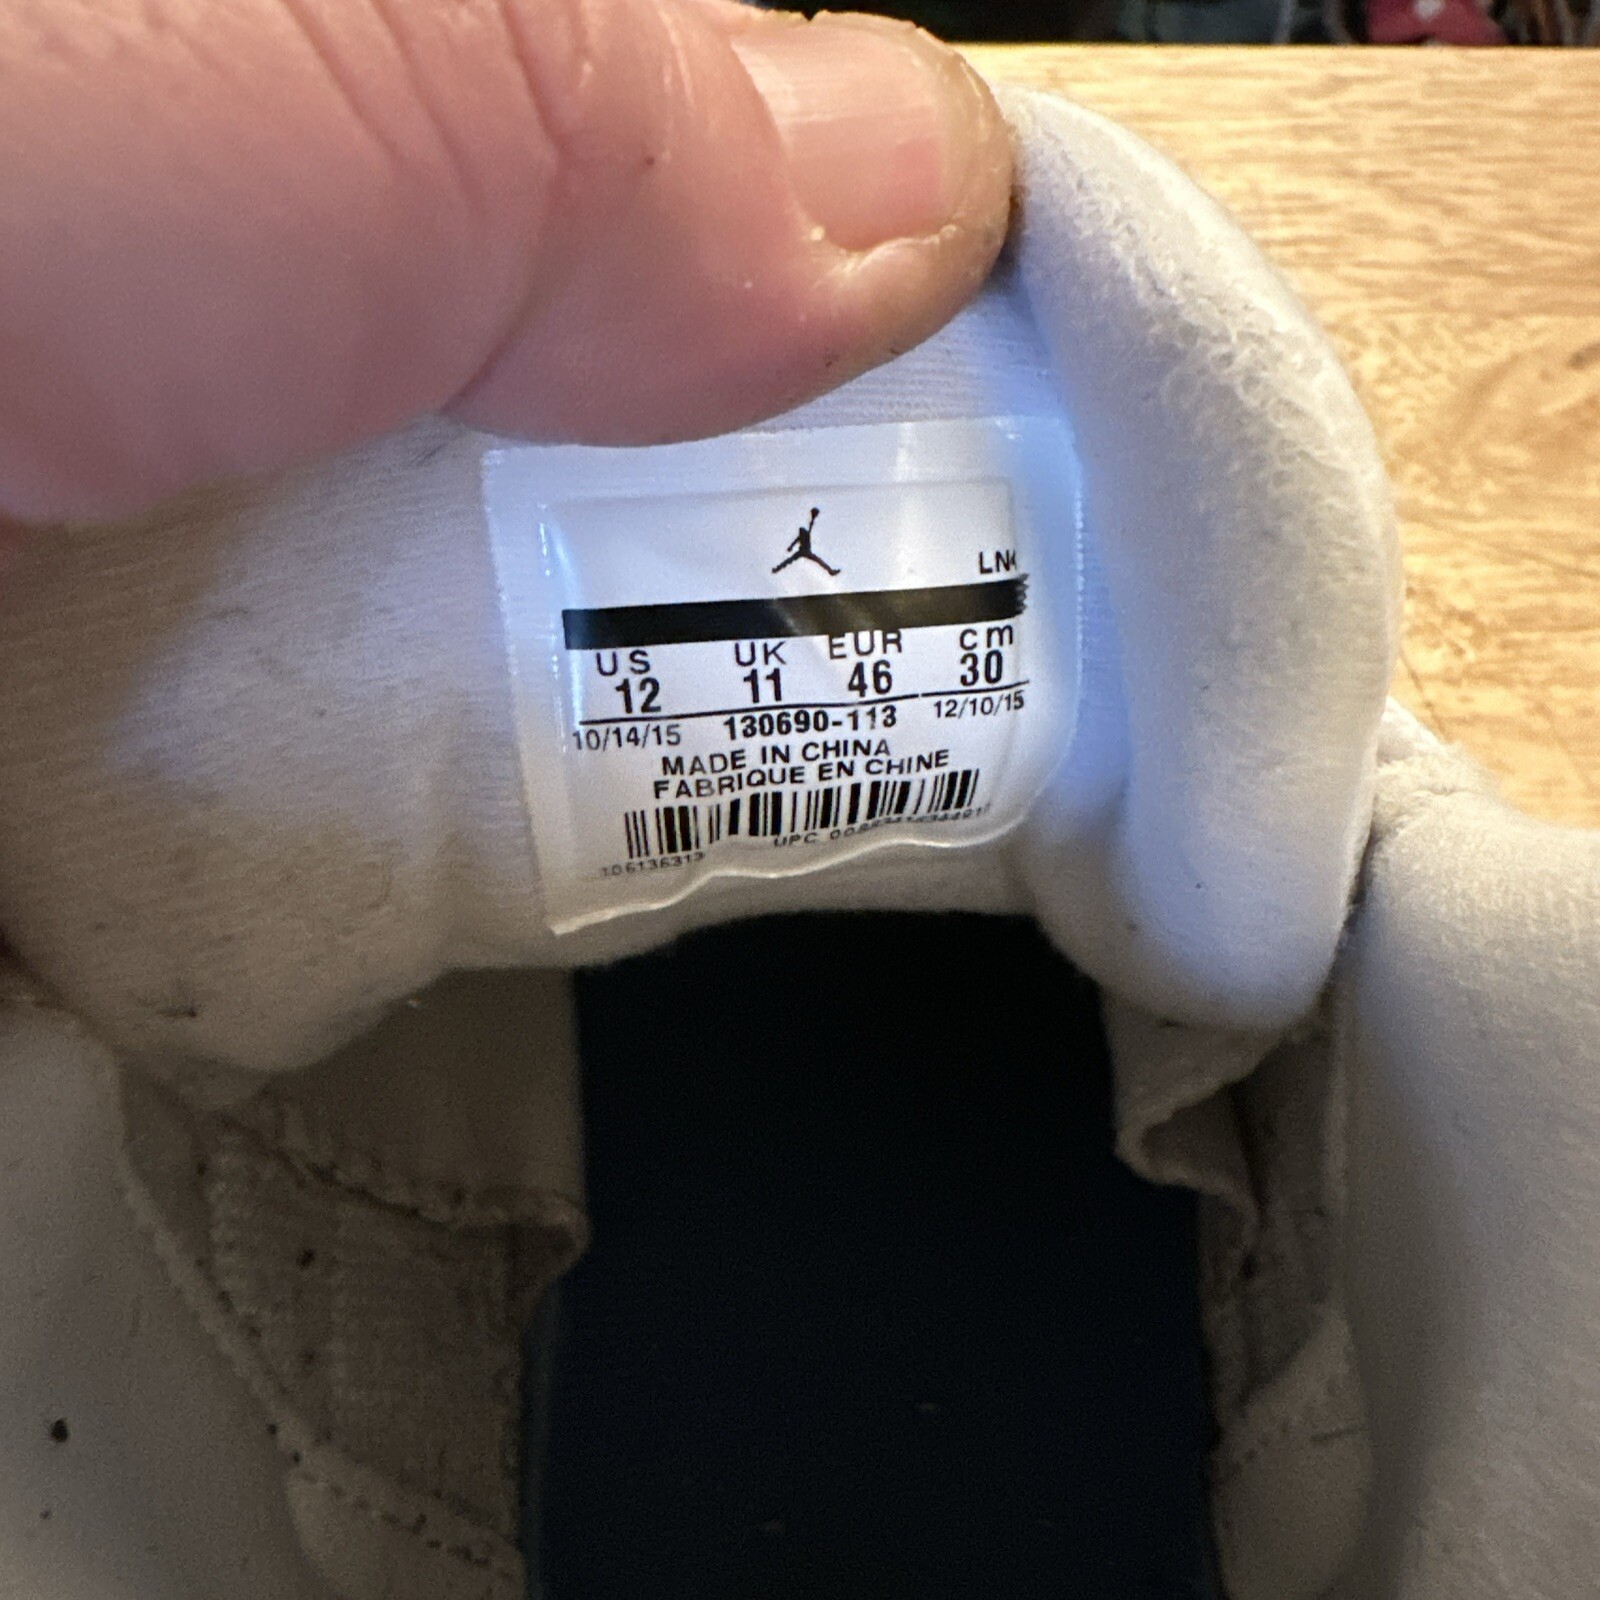 US UK EUR cm
12 11 46 30
10/14/15 130690-113 12/10/15
MADE IN CHINA
FABRIQUE EN CHINE
UPC